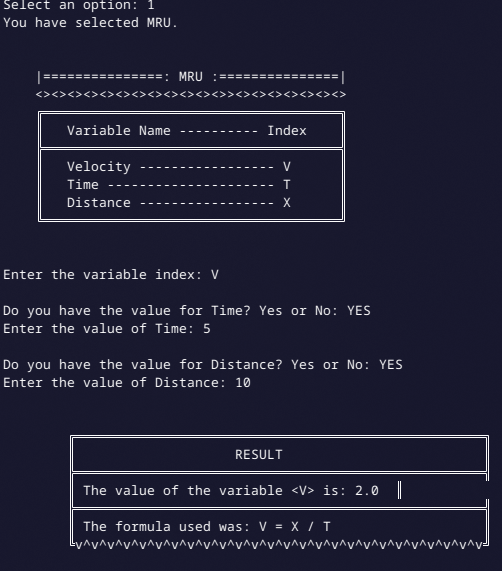 Select an option: 1
You have selected MRU.
|===============: MRU :===============|
<><><><><><><><><><><><>><><><><><><><>
Variable Name ---------- Index
Velocity ----------------- V
Time --------------------- T
Distance ----------------- X
Enter the variable index: V
Do you have the value for Time? Yes or No: YES
Enter the value of Time: 5
Do you have the value for Distance? Yes or No: YES
Enter the value of Distance: 10
RESULT
The value of the variable <V> is: 2.0
The formula used was: V = X / T
v^v^v^v^v^v^v^v^v^v^v^v^v^v^v^v^v^v^v^v^v^v^v^v^v^v